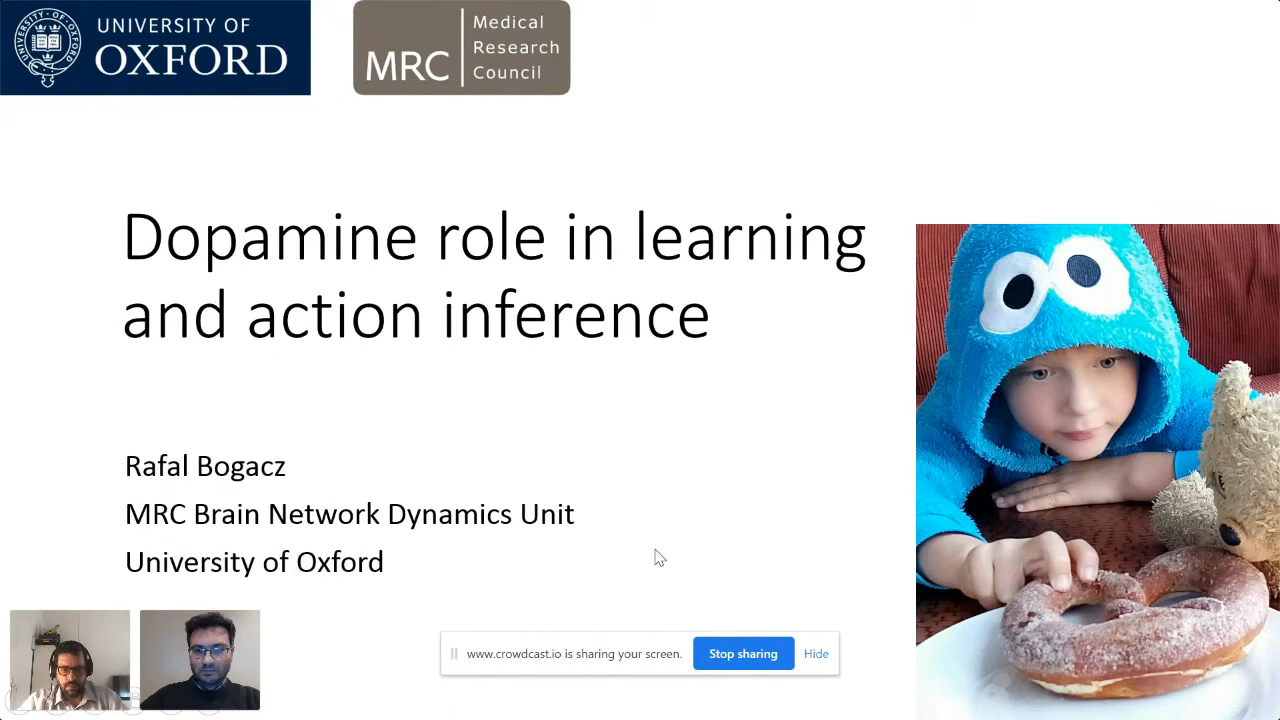 UNIVERSITY OF
OXFORD
MRC
Medical
Research
Council
Dopamine role in learning
and action inference
Rafal Bogacz
MRC Brain Network Dynamics Unit
University of Oxford
www.crowdcast.io is sharing your screen.
Stop sharing
Hide